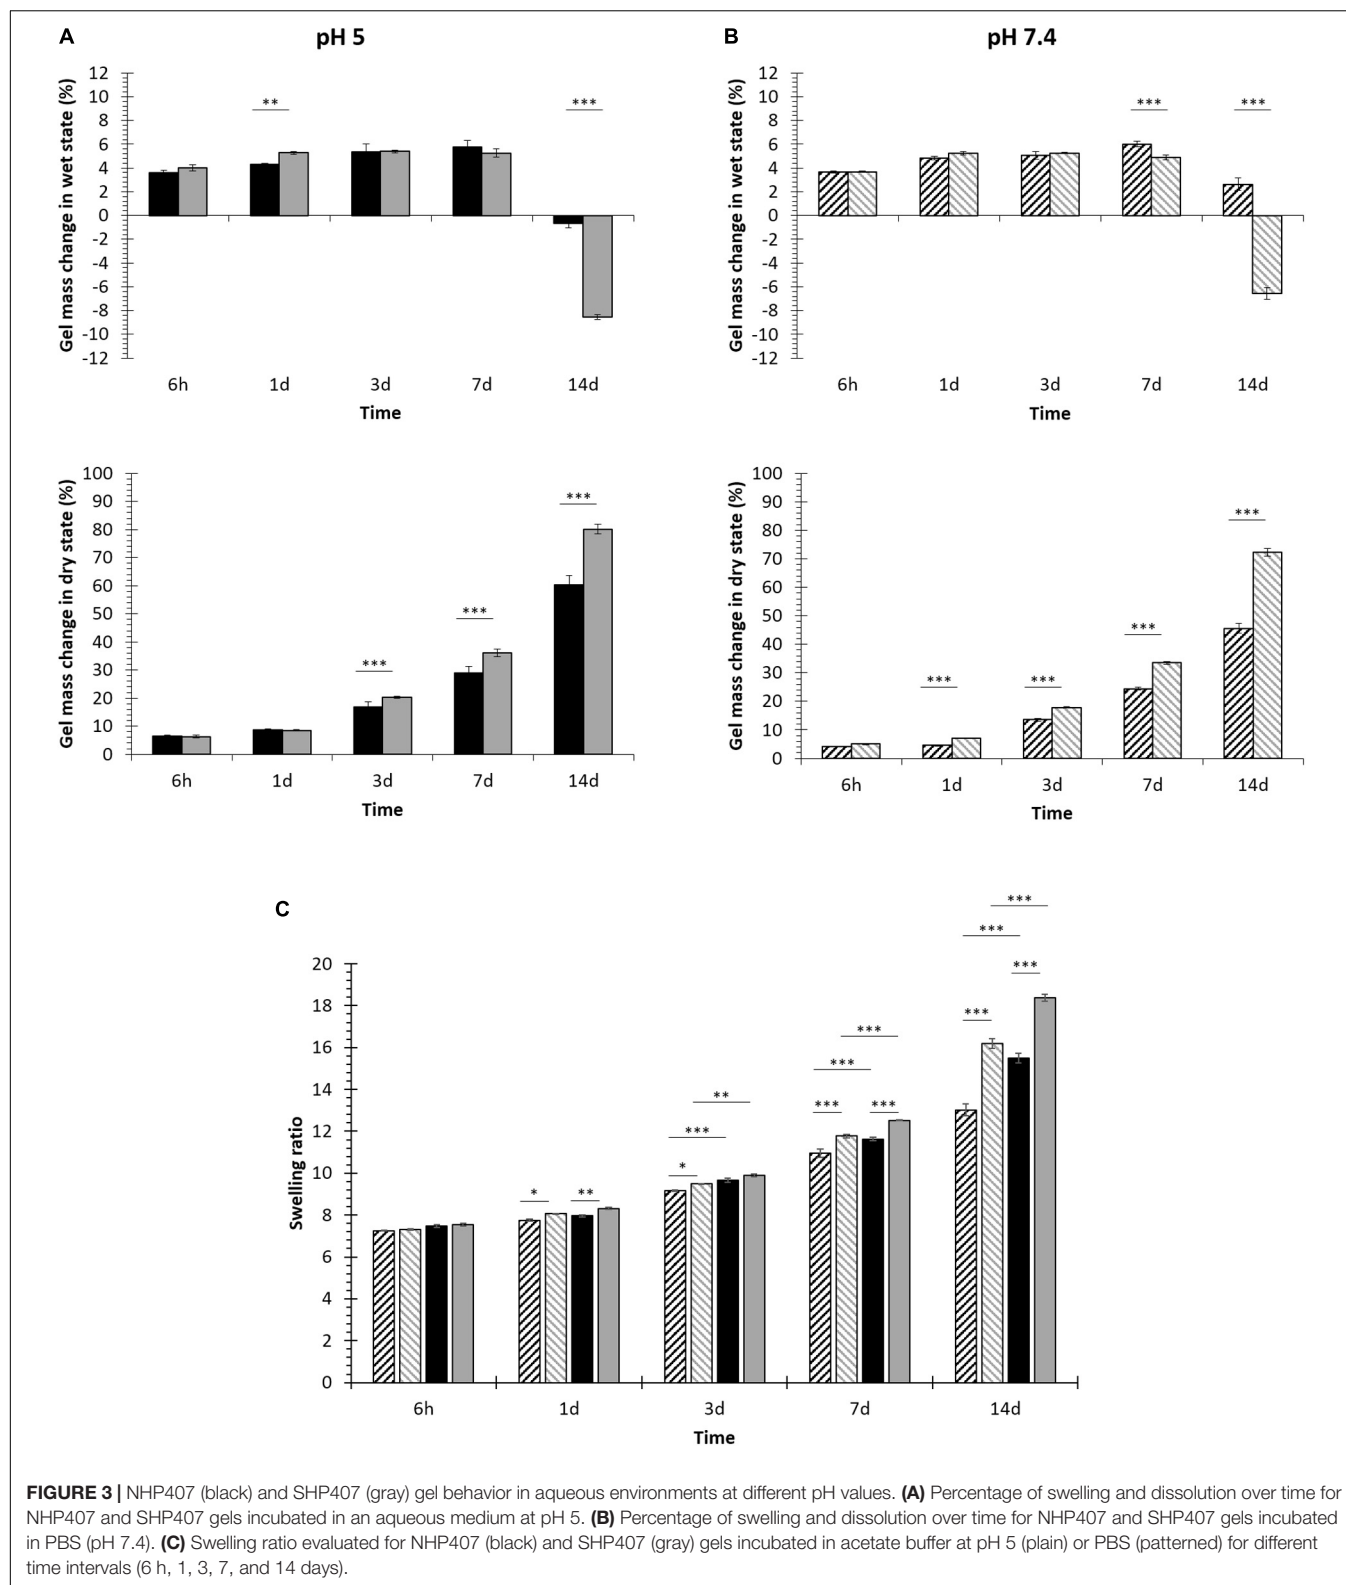 A
pH 5
Gel mass change in wet state (%)
12
10
8
6
4
2
0
-2
-4
-6
-8
-10
-12
**
***
6h 1d 3d 7d 14d
Time
Gel mass change in dry state (%)
100
90
80
70
60
50
40
30
20
10
0
***
***
***
6h 1d 3d 7d 14d
Time
B
pH 7.4
Gel mass change in wet state (%)
12
10
8
6
4
2
0
-2
-4
-6
-8
-10
-12
*** ***
6h 1d 3d 7d 14d
Time
Gel mass change in dry state (%)
100
90
80
70
60
50
40
30
20
10
0
***
***
*** ***
6h 1d 3d 7d 14d
Time
C
Swelling ratio
20
18
16
14
12
10
8
6
4
2
0
* **
* *** **
*** *** *** ***
*** *** *** ***
6h 1d 3d 7d 14d
Time
FIGURE 3 | NHP407 (black) and SHP407 (gray) gel behavior in aqueous environments at different pH values. (A) Percentage of swelling and dissolution over time for
NHP407 and SHP407 gels incubated in an aqueous medium at pH 5. (B) Percentage of swelling and dissolution over time for NHP407 and SHP407 gels incubated
in PBS (pH 7.4). (C) Swelling ratio evaluated for NHP407 (black) and SHP407 (gray) gels incubated in acetate buffer at pH 5 (plain) or PBS (patterned) for different
time intervals (6 h, 1, 3, 7, and 14 days).